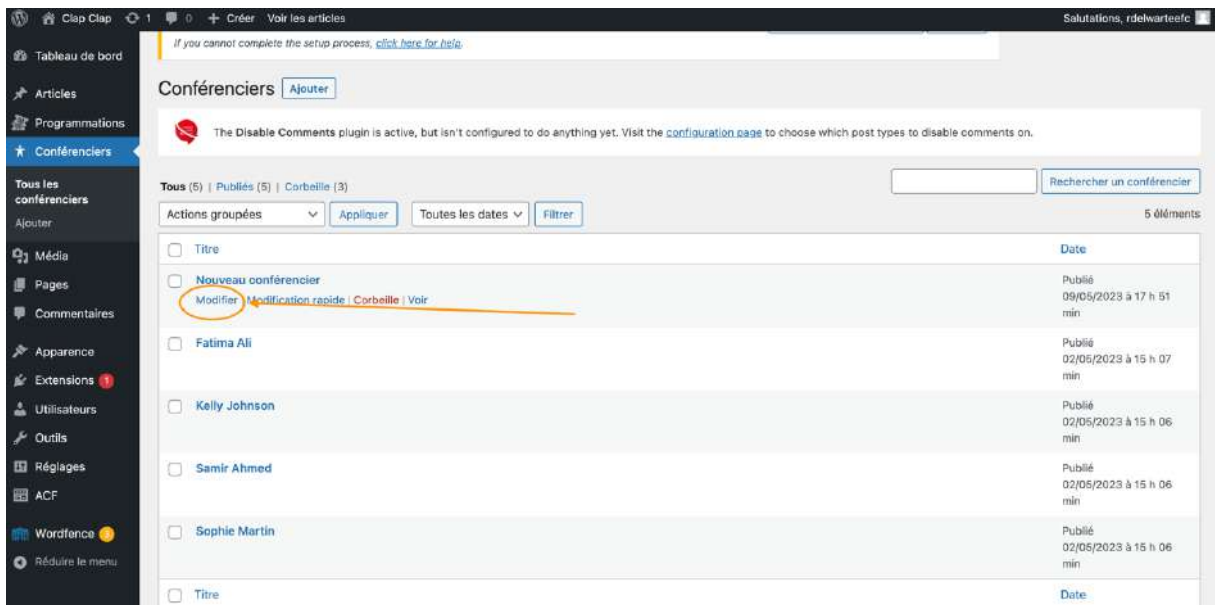 Clap Clap 1 0 + Créer Voir les articles Salutations, rdelwarteefc
If you cannot complete the setup process, click here for help.
Tableau de bord
Articles
Programmations
Conférenciers
Tous les
conférenciers
Ajouter
Média
Pages
Commentaires
Apparence
Extensions 1
Utilisateurs
Outils
Réglages
ACF
Wordfence 3
Réduire le menu
Conférenciers Ajouter
The Disable Comments plugin is active, but isn't configured to do anything yet. Visit the configuration page to choose which post types to disable comments on.
Tous (5) | Publiés (5) | Corbeille (3)
Rechercher un conférencier
Actions groupées Appliquer Toutes les dates Filtrer
5 éléments
Titre Date
Nouveau conférencier
Modifier Modification rapide | Corbeille | Voir
Publié
09/05/2023 à 17 h 51
min
Fatima Ali
Publié
02/05/2023 à 15 h 07
min
Kelly Johnson
Publié
02/05/2023 à 15 h 06
min
Samir Ahmed
Publié
02/05/2023 à 15 h 06
min
Sophie Martin
Publié
02/05/2023 à 15 h 06
min
Titre Date